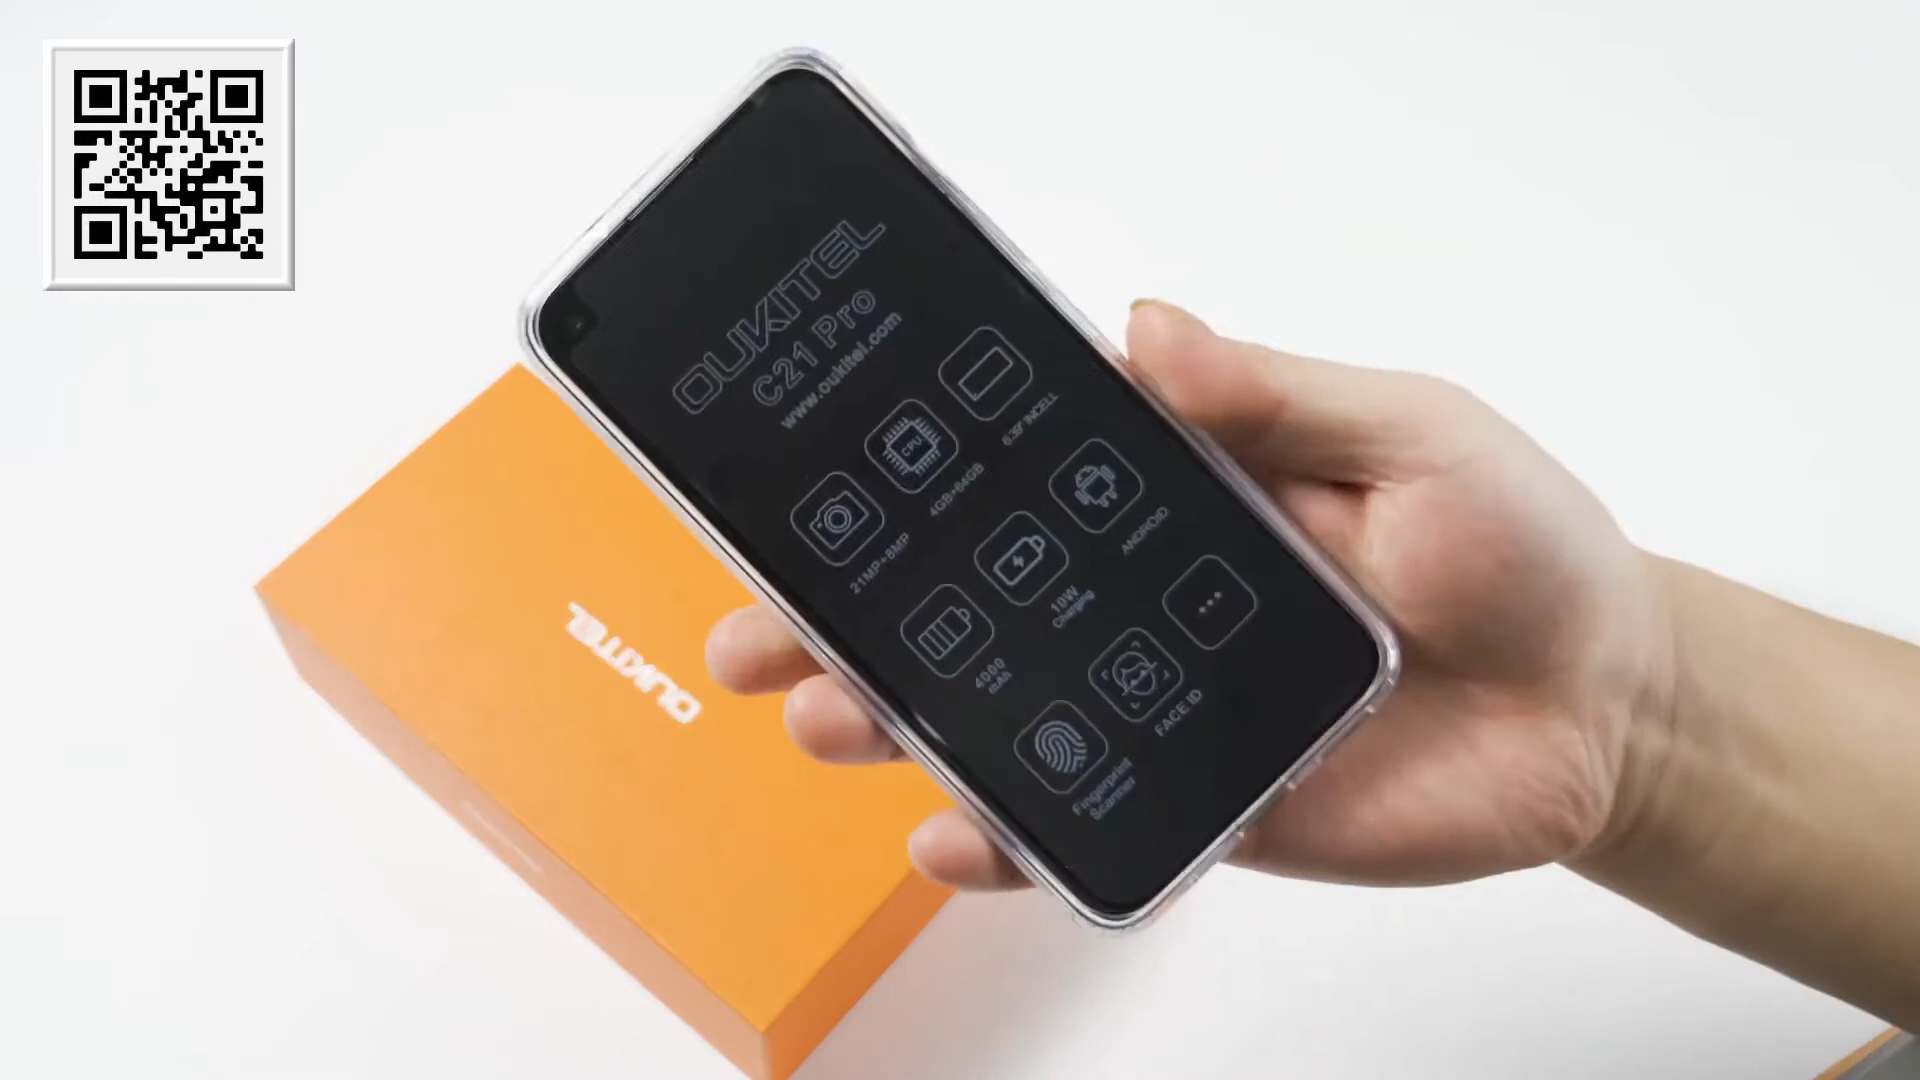 OUKITEL
C21 Pro
www.oukitel.com
21MP+8MP
CPU
4GB+64GB
6.39" INCELL
4000
mAh
10W
Charging
ANDROID
Fingerprint
Scanner
FACE ID
OUKITEL